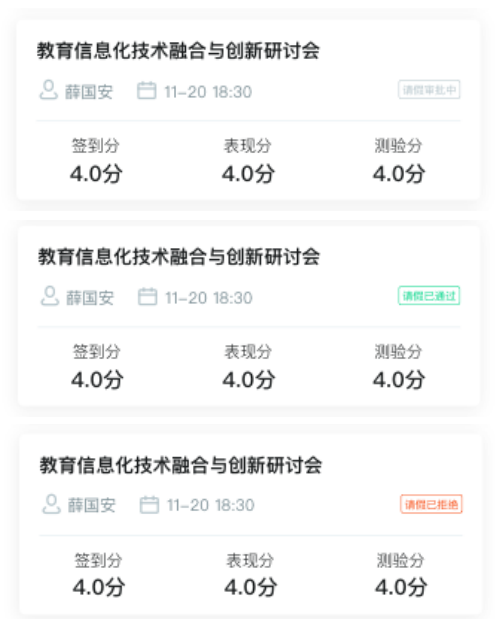 教育信息化技术融合与创新研讨会
薛国安 11-20 18:30 请假审批中
签到分 表现分 测验分
4.0分 4.0分 4.0分
教育信息化技术融合与创新研讨会
薛国安 11-20 18:30 请假已通过
签到分 表现分 测验分
4.0分 4.0分 4.0分
教育信息化技术融合与创新研讨会
薛国安 11-20 18:30 请假已拒绝
签到分 表现分 测验分
4.0分 4.0分 4.0分